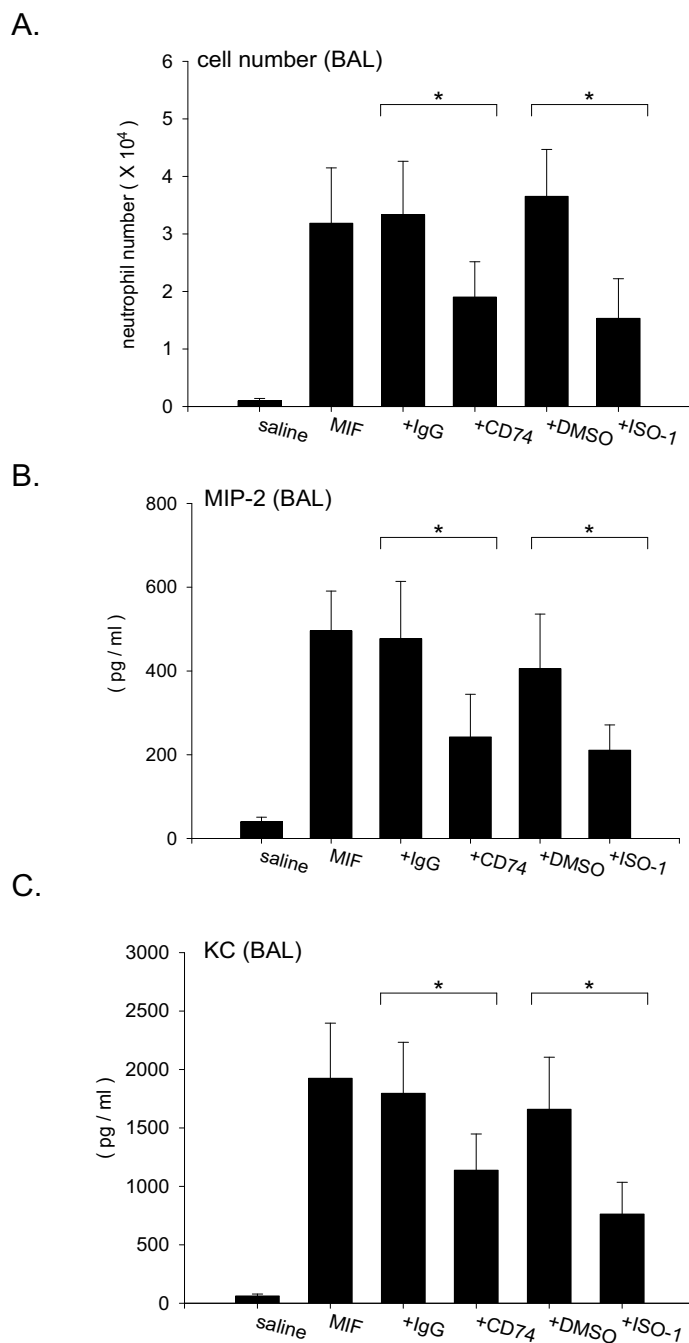 A.
cell number (BAL)
neutrophil number ( X 10⁴)
6
5
4
3
2
1
0
*
*
saline
MIF
+IgG
+CD74
+DMSO
+ISO-1
B.
MIP-2 (BAL)
( pg / ml )
800
600
400
200
0
*
*
saline
MIF
+IgG
+CD74
+DMSO
+ISO-1
C.
KC (BAL)
( pg / ml )
3000
2500
2000
1500
1000
500
0
*
*
saline
MIF
+IgG
+CD74
+DMSO
+ISO-1